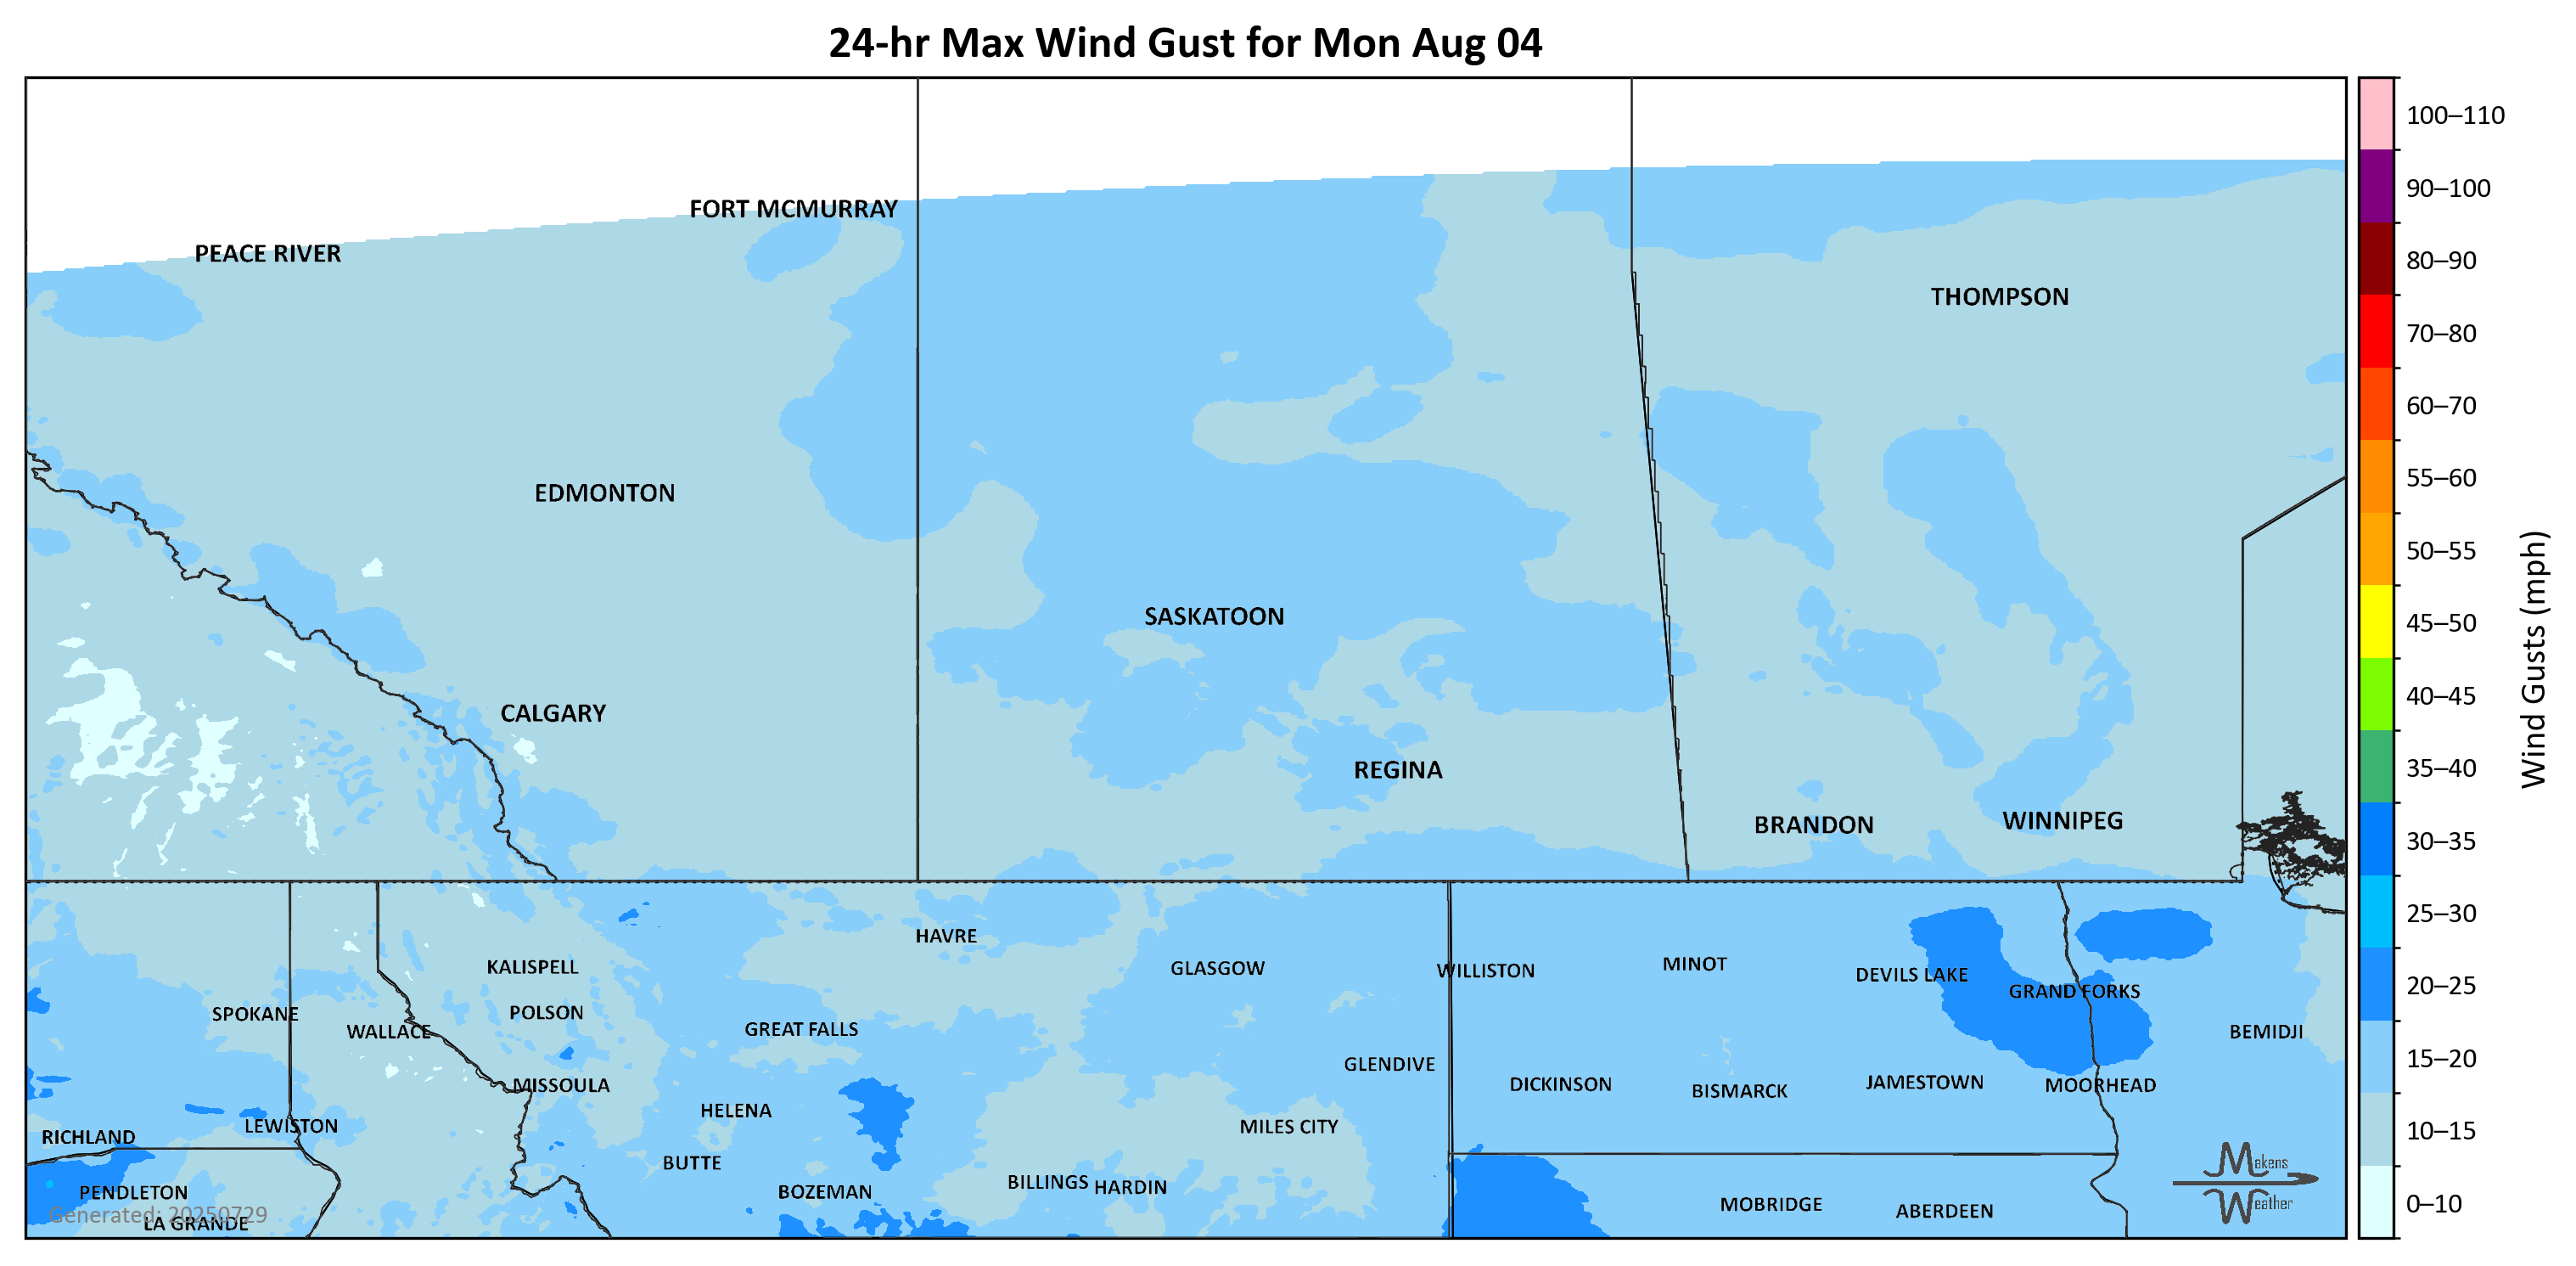 24-hr Max Wind Gust for Mon Aug 04
FORT MCMURRAY
PEACE RIVER
THOMPSON
EDMONTON
SASKATOON
CALGARY
REGINA
BRANDON
WINNIPEG
HAVRE
KALISPELL
GLASGOW
WILLISTON
MINOT
DEVILS LAKE
GRAND FORKS
SPOKANE
POLSON
WALLACE
GREAT FALLS
BEMIDJI
GLENDIVE
MISSOULA
DICKINSON
BISMARCK
JAMESTOWN
MOORHEAD
HELENA
LEWISTON
MILES CITY
RICHLAND
BUTTE
PENDLETON
BOZEMAN
BILLINGS
HARDIN
MOBRIDGE
ABERDEEN
Generated: 20250729
LA GRANDE
Makens
Weather
100–110
90–100
80–90
70–80
60–70
55–60
50–55
45–50
40–45
35–40
30–35
25–30
20–25
15–20
10–15
0–10
Wind Gusts (mph)